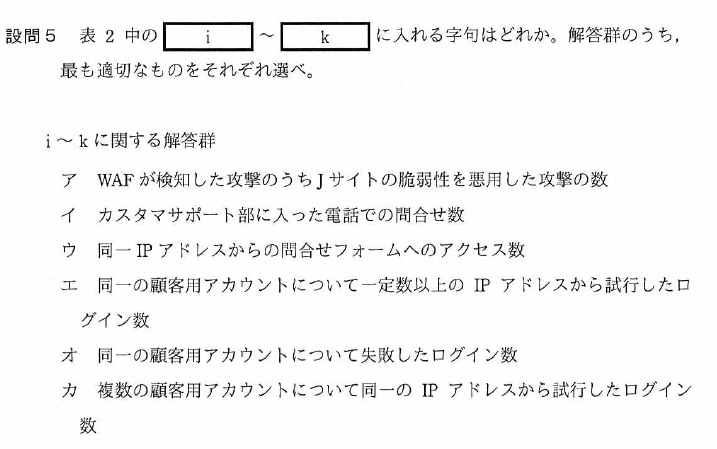 設問5 表2中の i ～ k に入れる字句はどれか。解答群のうち，
最も適切なものをそれぞれ選べ。
i～kに関する解答群
ア WAFが検知した攻撃のうちJサイトの脆弱性を悪用した攻撃の数
イ カスタマサポート部に入った電話での問合せ数
ウ 同一IPアドレスからの問合せフォームへのアクセス数
エ 同一の顧客用アカウントについて一定数以上の IP アドレスから試行したロ
グイン数
オ 同一の顧客用アカウントについて失敗したログイン数
カ 複数の顧客用アカウントについて同一の IP アドレスから試行したログイン
数